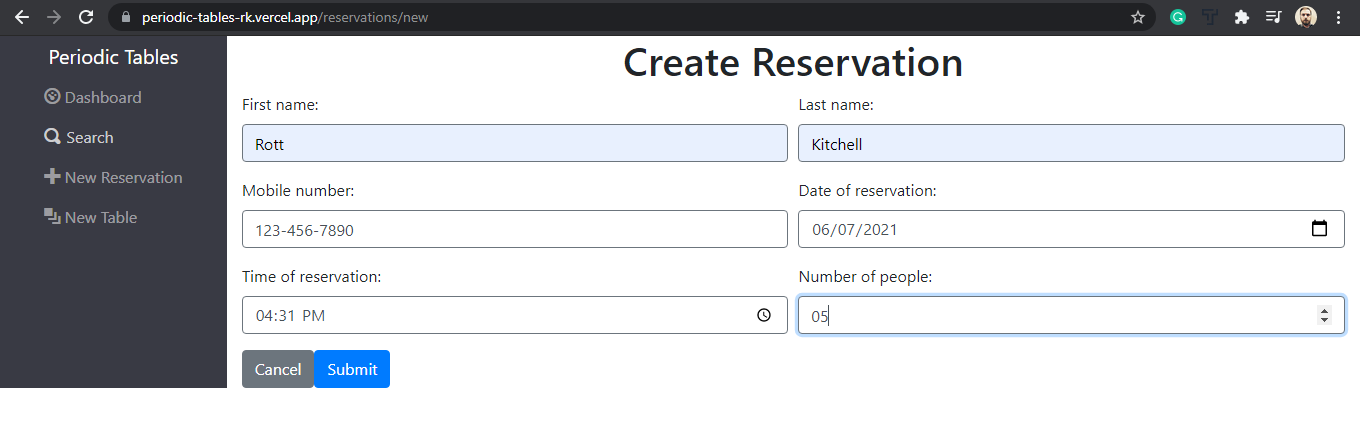 periodic-tables-rk.vercel.app/reservations/new
Periodic Tables
Dashboard
Search
New Reservation
New Table
Create Reservation
First name: Last name:
Rott Kitchell
Mobile number: Date of reservation:
123-456-7890 06/07/2021
Time of reservation: Number of people:
04:31 PM 05
Cancel Submit